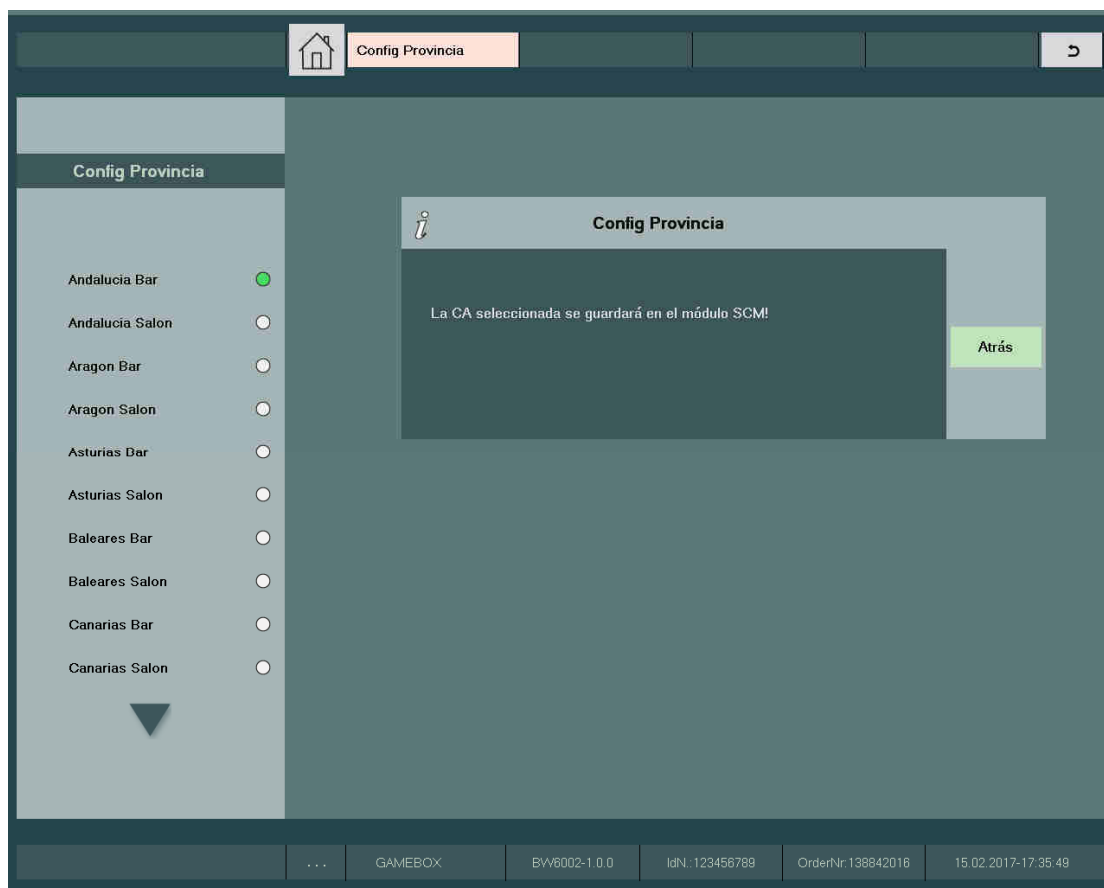 Config Provincia
Config Provincia
Config Provincia
La CA seleccionada se guardará en el módulo SCM!
Atrás
Andalucia Bar
Andalucia Salon
Aragon Bar
Aragon Salon
Asturias Bar
Asturias Salon
Baleares Bar
Baleares Salon
Canarias Bar
Canarias Salon
... GAMEBOX BW6002-1.0.0 IdN.:123456789 OrderNr:138842016 15.02.2017-17:35:49